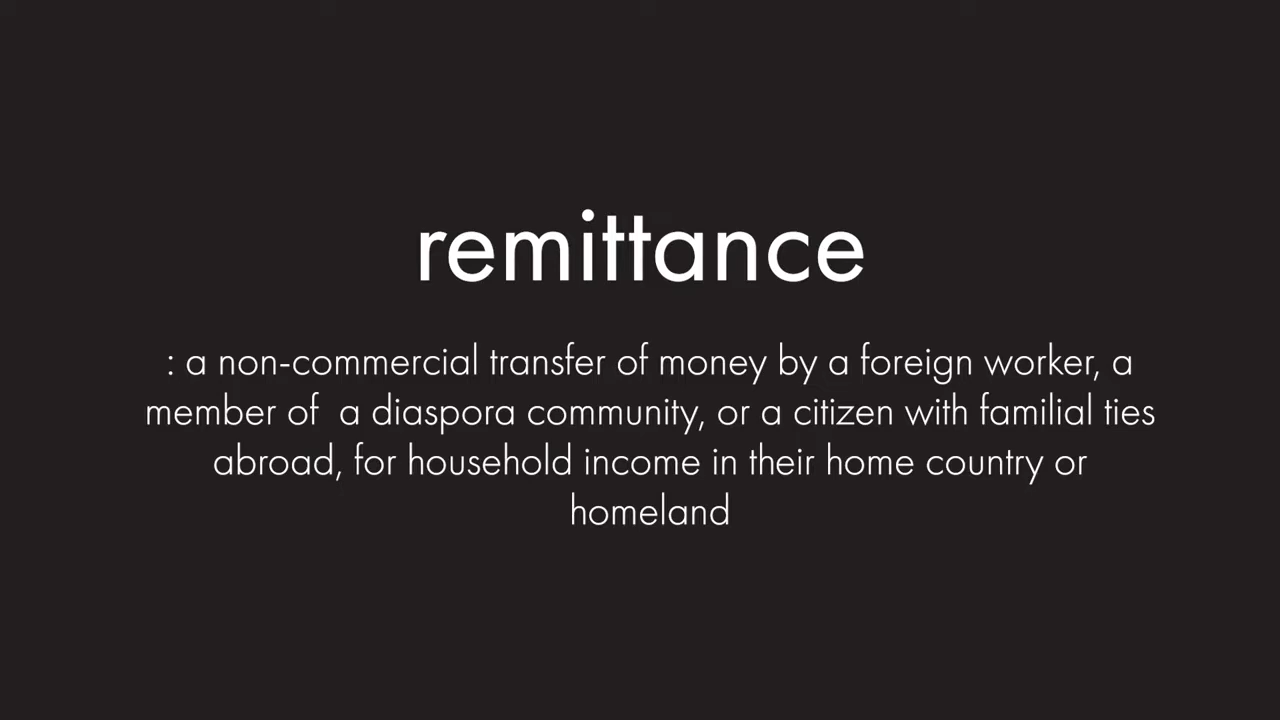 remittance
: a non-commercial transfer of money by a foreign worker, a
member of  a diaspora community, or a citizen with familial ties
abroad, for household income in their home country or
homeland